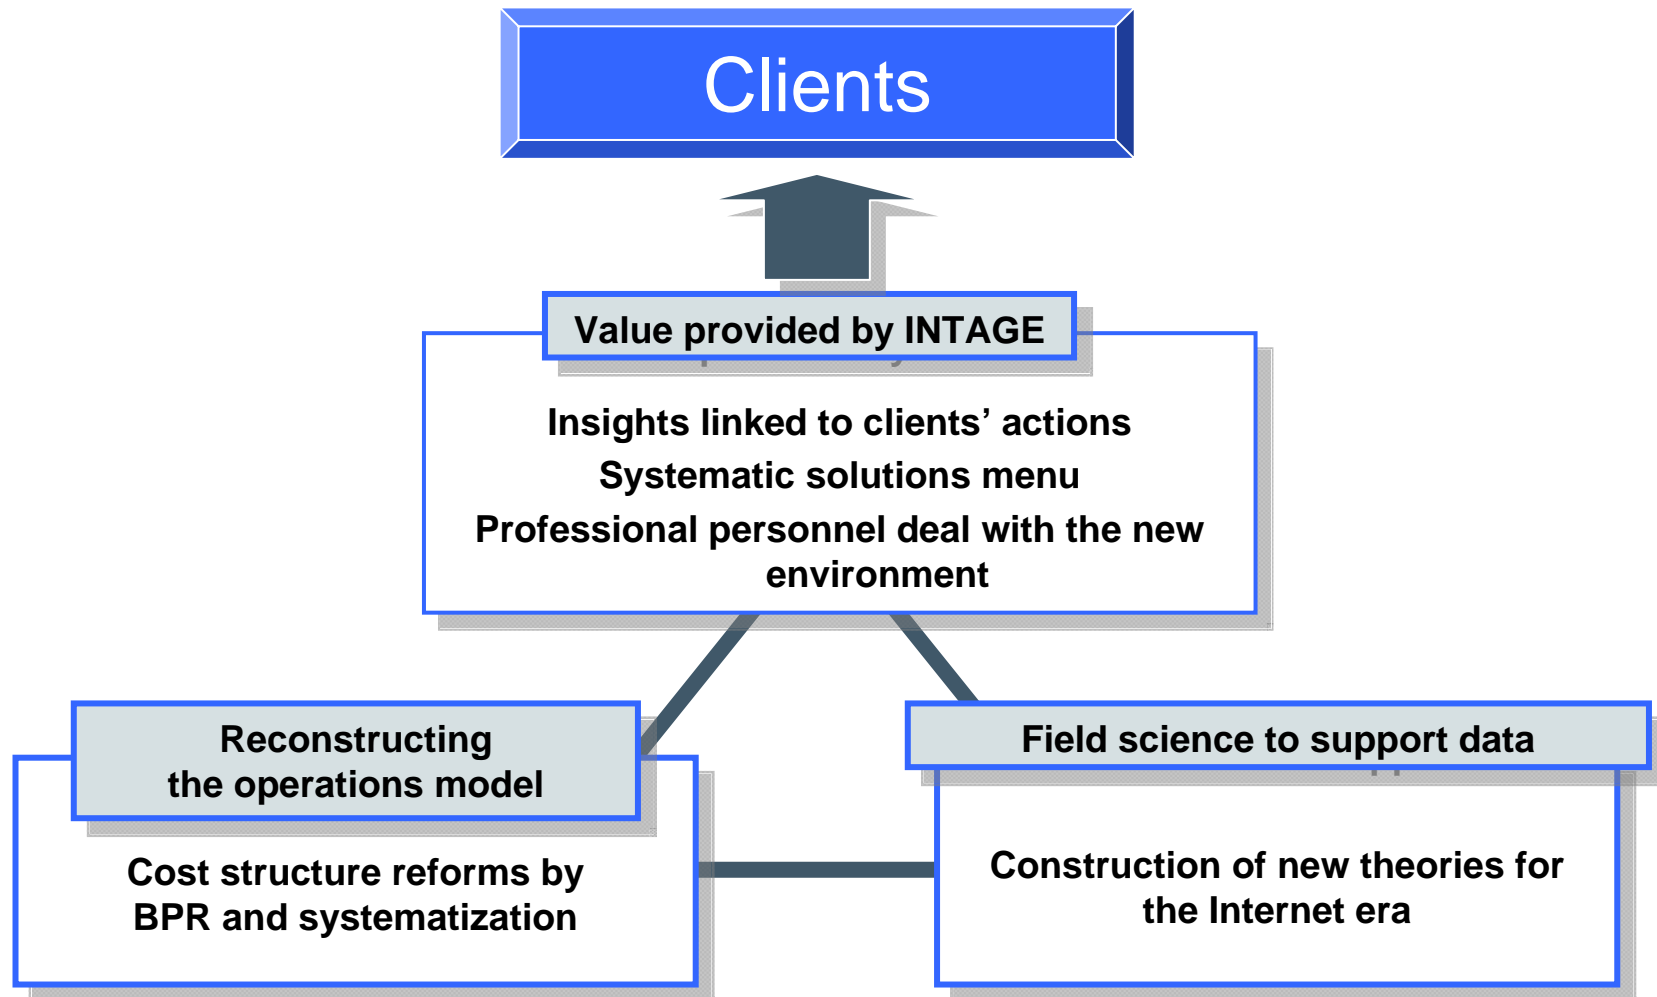 Clients
Value provided by INTAGE
Insights linked to clients’ actions
Systematic solutions menu
Professional personnel deal with the new
environment
Reconstructing
the operations model
Cost structure reforms by
BPR and systematization
Field science to support data
Construction of new theories for
the Internet era